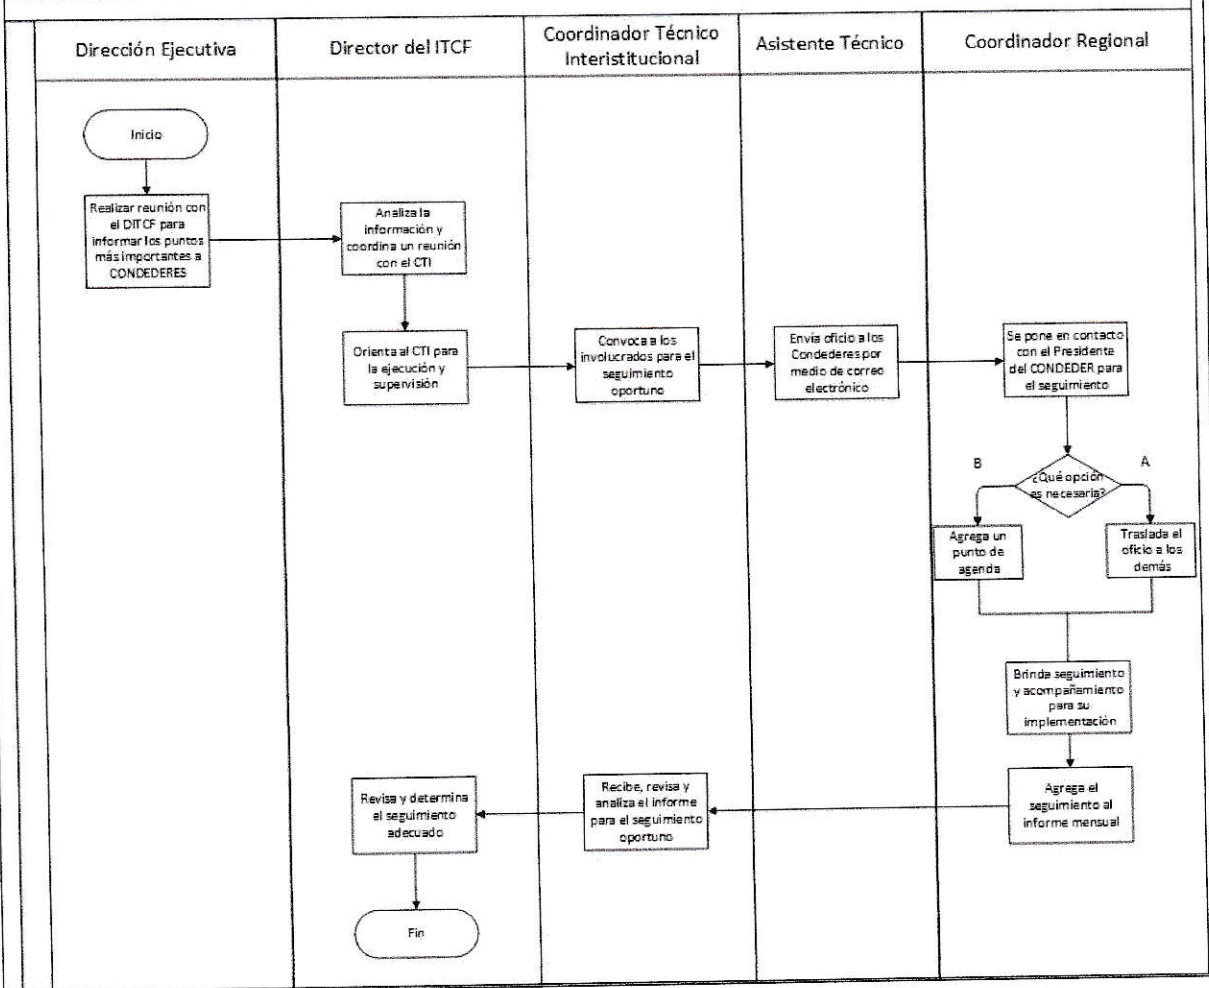 Dirección Ejecutiva
Director del ITCF
Coordinador Técnico
Interistitucional
Asistente Técnico
Coordinador Regional
Inicio
Realizar reunión con
el DITCF para
informar los puntos
más importantes a
CONDEDERES
Analiza la
información y
coordina un reunión
con el CTI
Orienta al CTI para
la ejecución y
supervisión
Convoca a los
involucrados para el
seguimiento
oportuno
Envía oficio a los
Condederes por
medio de correo
electrónico
Se pone en contacto
con el Presidente
del CONDEDER para
el seguimiento
B
¿Qué opción
es necesaria?
A
Agrega un
punto de
agenda
Traslada el
oficio a los
demás
Brinda seguimiento
y acompañamiento
para su
implementación
Agrega el
seguimiento al
informe mensual
Recibe, revisa y
analiza el informe
para el seguimiento
oportuno
Revisa y determina
el seguimiento
adecuado
Fin